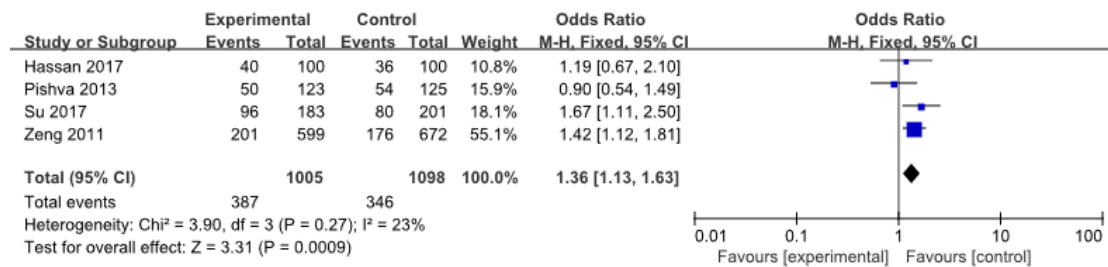 Experimental Control Odds Ratio Odds Ratio
Study or Subgroup Events Total Events Total Weight M-H, Fixed, 95% CI M-H, Fixed, 95% CI
Hassan 2017 40 100 36 100 10.8% 1.19 [0.67, 2.10]
Pishva 2013 50 123 54 125 15.9% 0.90 [0.54, 1.49]
Su 2017 96 183 80 201 18.1% 1.67 [1.11, 2.50]
Zeng 2011 201 599 176 672 55.1% 1.42 [1.12, 1.81]
Total (95% CI) 1005 1098 100.0% 1.36 [1.13, 1.63]
Total events 387 346
Heterogeneity: Chi² = 3.90, df = 3 (P = 0.27); I² = 23%
Test for overall effect: Z = 3.31 (P = 0.0009)
0.01 0.1 1 10 100
Favours [experimental] Favours [control]